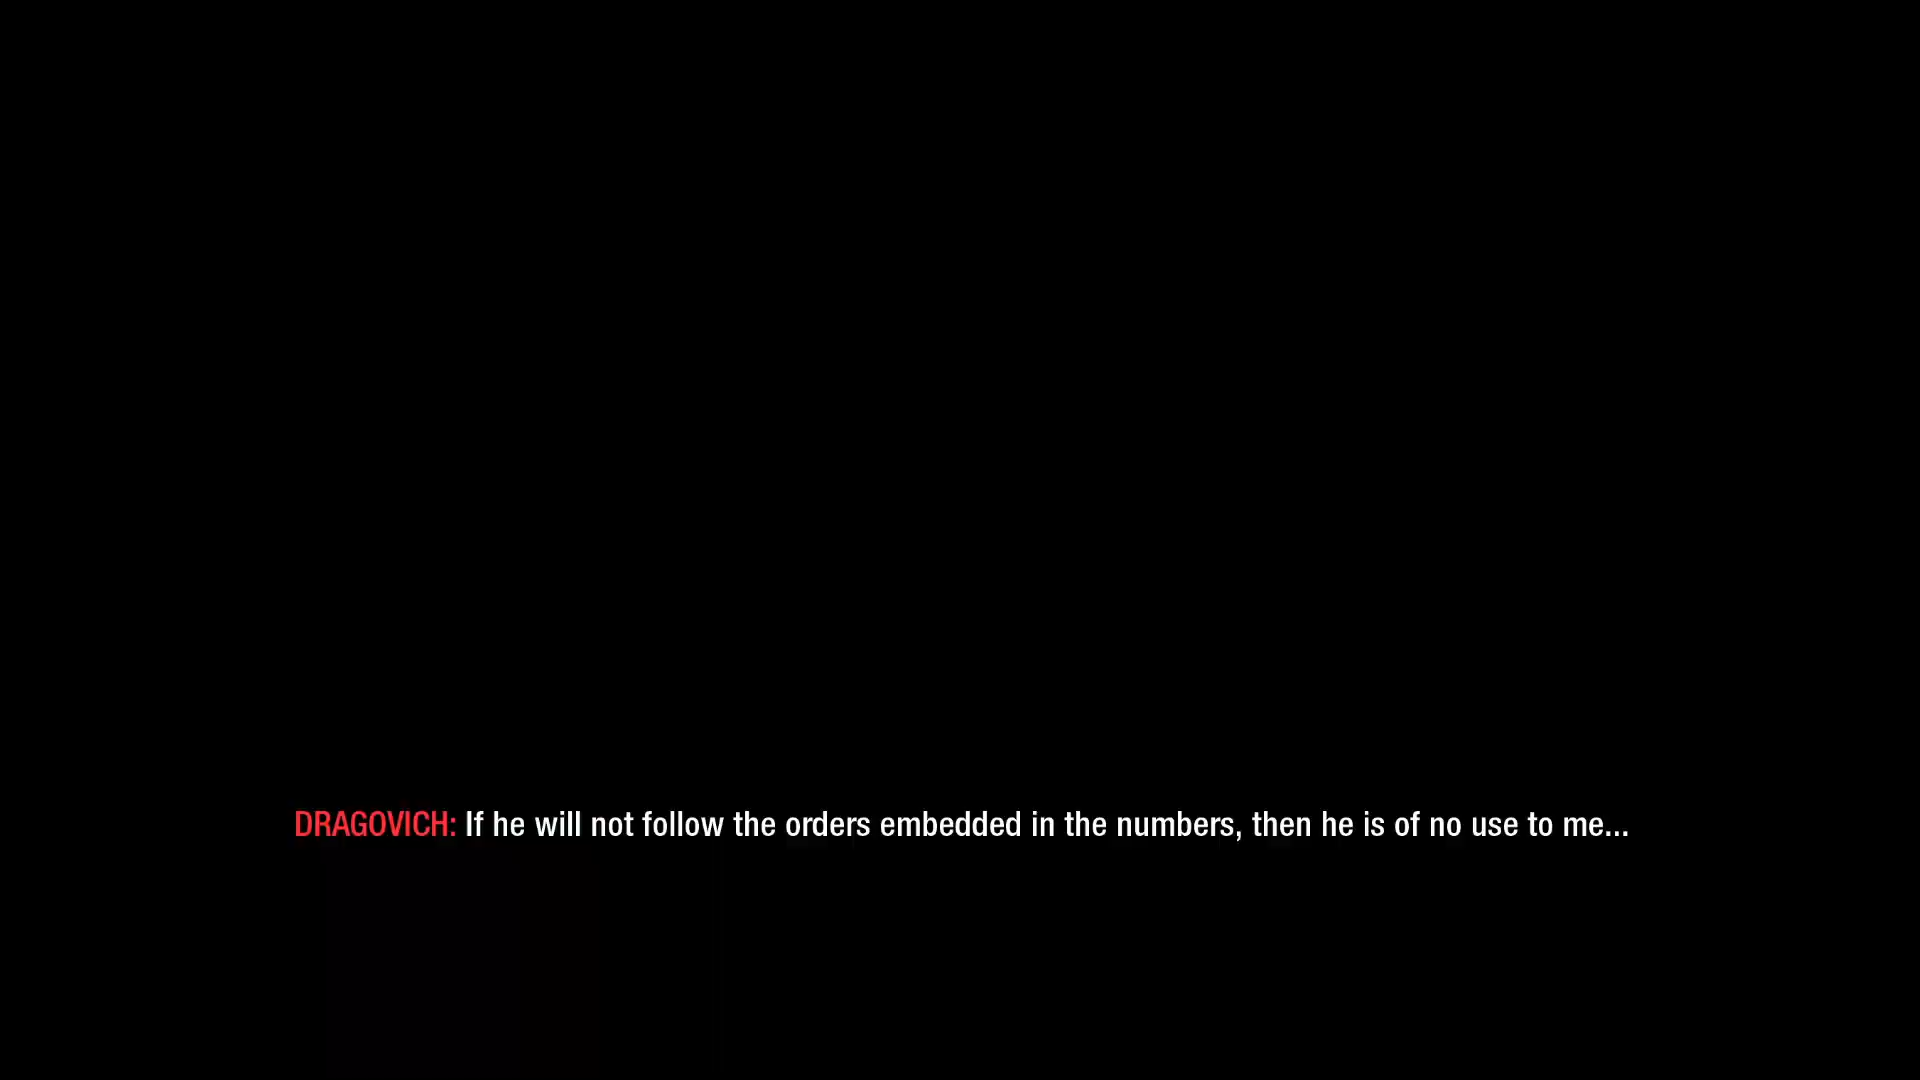 DRAGOVICH: If he will not follow the orders embedded in the numbers, then he is of no use to me...